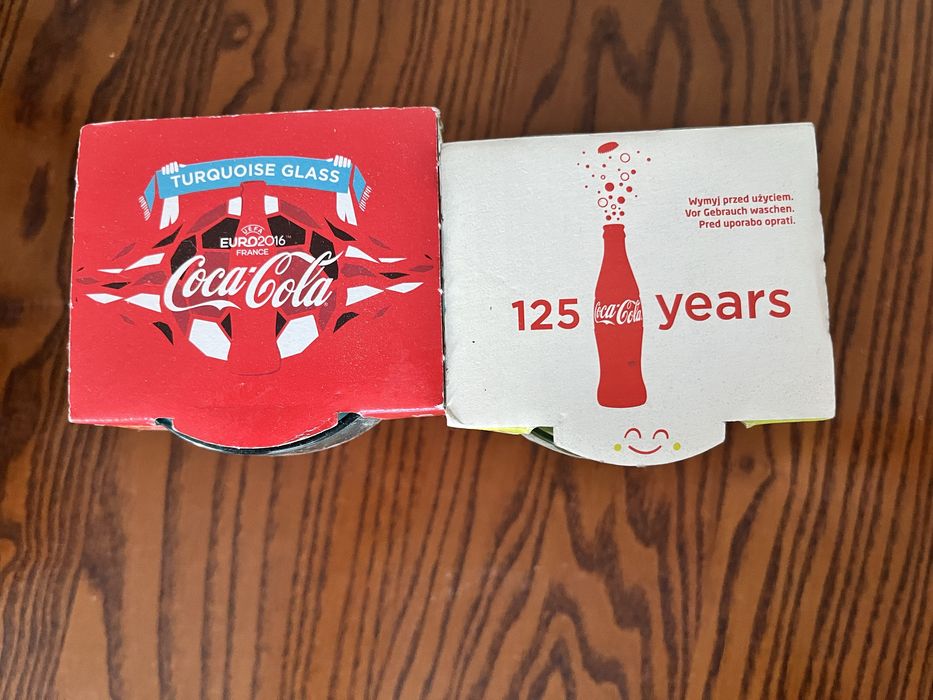 TURQUOISE GLASS
UEFA
EURO2016™
FRANCE
Coca-Cola
Wymyj przed użyciem.
Vor Gebrauch waschen.
Pred uporabo oprati.
125 Coca-Cola years